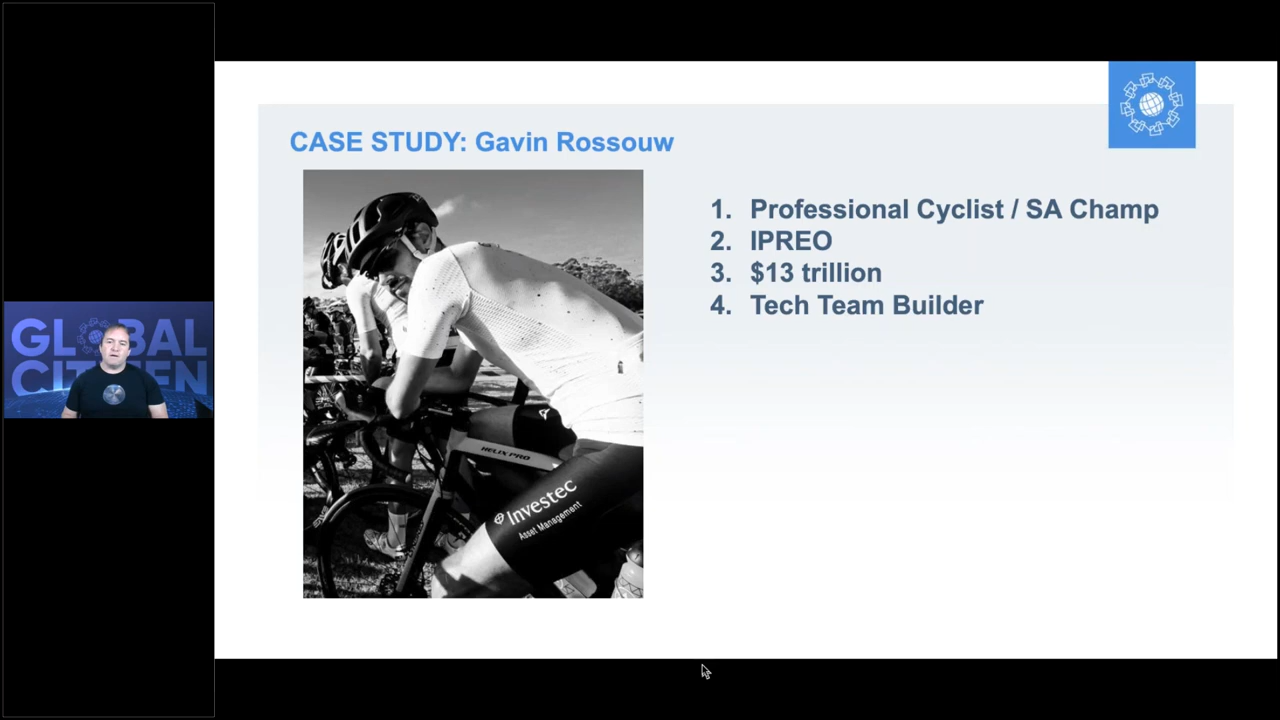 CASE STUDY: Gavin Rossouw
1. Professional Cyclist / SA Champ
2. IPREO
3. $13 trillion
4. Tech Team Builder
HELIX PRO
Investec
Asset Management
GLOBAL
CITIZEN